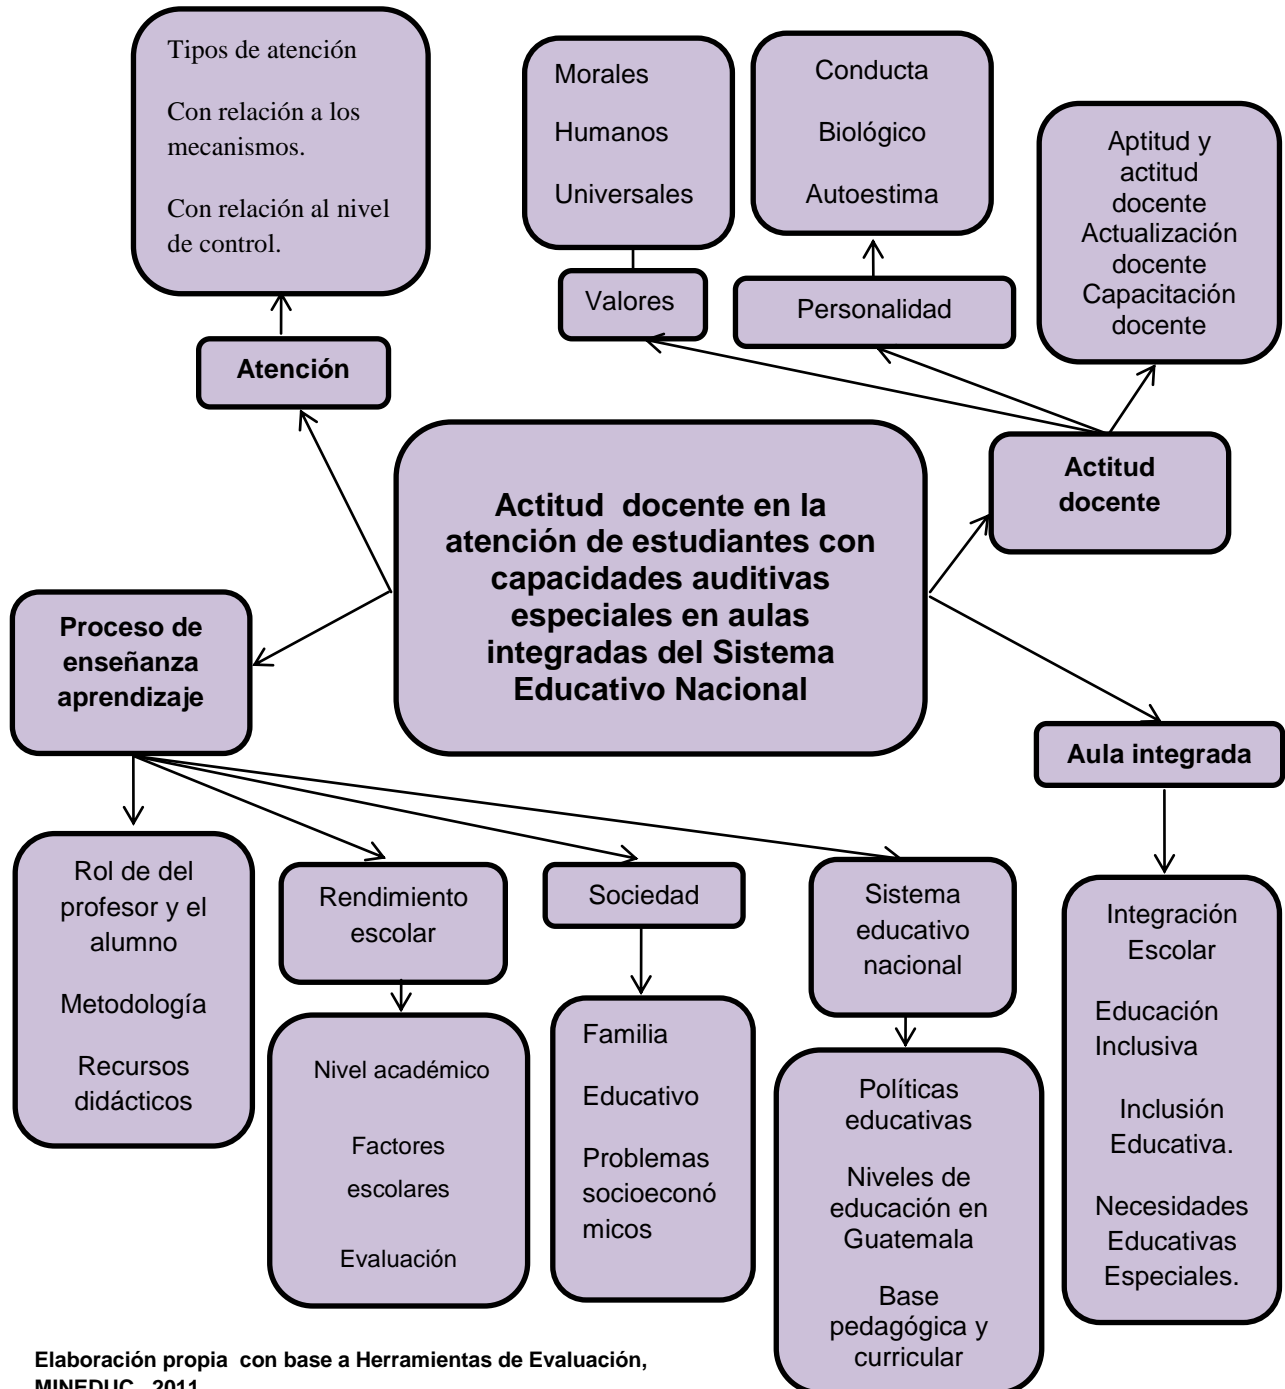 Tipos de atención
Con relación a los
mecanismos.
Con relación al nivel
de control.
Morales
Humanos
Universales
Conducta
Biológico
Autoestima
Aptitud y
actitud
docente
Actualización
docente
Capacitación
docente
Valores
Personalidad
Atención
Actitud
docente
Actitud docente en la
atención de estudiantes con
capacidades auditivas
especiales en aulas
integradas del Sistema
Educativo Nacional
Proceso de
enseñanza
aprendizaje
Aula integrada
Rol de del
profesor y el
alumno
Metodología
Recursos
didácticos
Rendimiento
escolar
Sociedad
Sistema
educativo
nacional
Integración
Escolar
Educación
Inclusiva
Inclusión
Educativa.
Necesidades
Educativas
Especiales.
Nivel académico
Factores
escolares
Evaluación
Familia
Educativo
Problemas
socioeconó
micos
Políticas
educativas
Niveles de
educación en
Guatemala
Base
pedagógica y
curricular
Elaboración propia con base a Herramientas de Evaluación,
MINEDUC, 2011